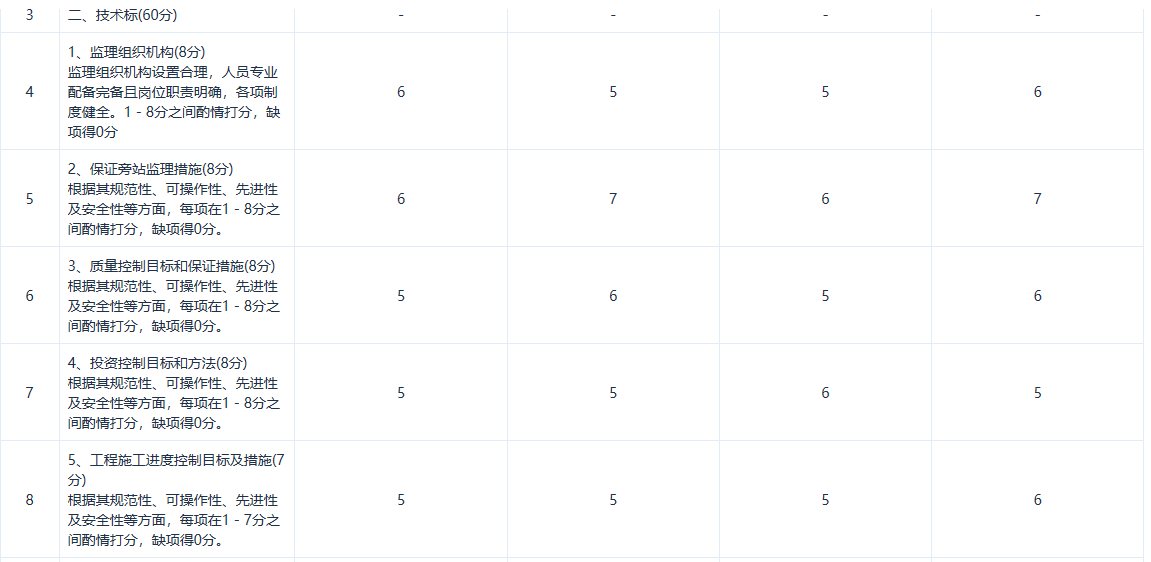 3 二、技术标(60分) - - - -
1、监理组织机构(8分)
监理组织机构设置合理，人员专业
4 配备完备且岗位职责明确，各项制 6 5 5 6
度健全。1－8分之间酌情打分，缺
项得0分
2、保证旁站监理措施(8分)
根据其规范性、可操作性、先进性
5 及安全性等方面，每项在1－8分之 6 7 6 7
间酌情打分，缺项得0分。
3、质量控制目标和保证措施(8分)
根据其规范性、可操作性、先进性
6 及安全性等方面，每项在1－8分之 5 6 5 6
间酌情打分，缺项得0分。
4、投资控制目标和方法(8分)
根据其规范性、可操作性、先进性
7 及安全性等方面，每项在1－8分之 5 5 6 5
间酌情打分，缺项得0分。
5、工程施工进度控制目标及措施(7
分)
8 根据其规范性、可操作性、先进性 5 5 5 6
及安全性等方面，每项在1－7分之
间酌情打分，缺项得0分。